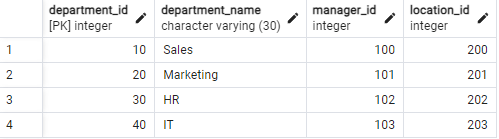 department_id department_name manager_id location_id
[PK] integer character varying (30) integer integer
1 10 Sales 100 200
2 20 Marketing 101 201
3 30 HR 102 202
4 40 IT 103 203